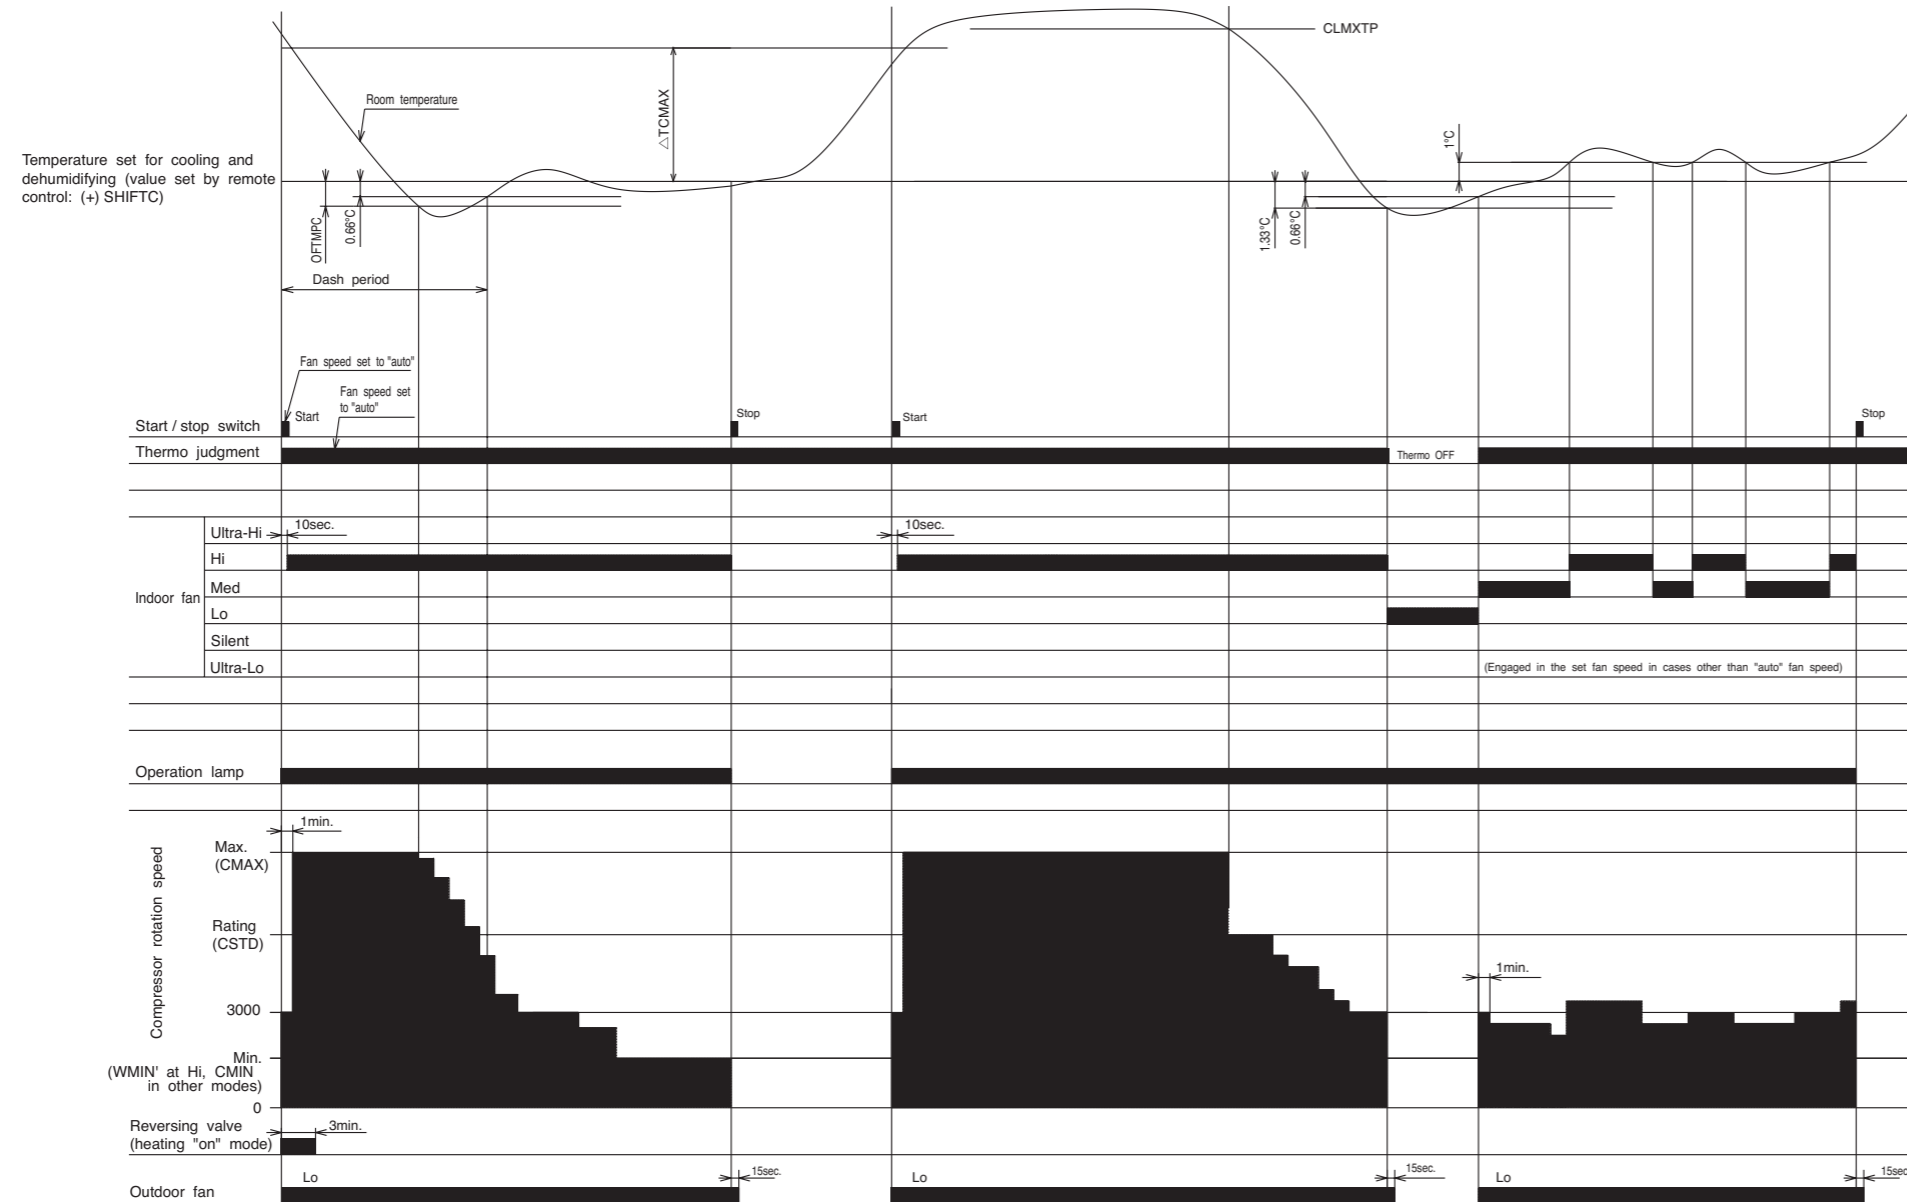 CLMXTP
Room temperature
△TCMAX
1°C
Temperature set for cooling and
dehumidifying (value set by remote
control: (+) SHIFTC)
OFTMPC
0.66°C
1.33°C
0.66°C
Dash period
Fan speed set to "auto"
Fan speed set
to "auto"
Start / stop switch
Start
Stop
Start
Stop
Thermo judgment
Thermo OFF
Indoor fan
Ultra-Hi
10sec.
10sec.
Hi
Med
Lo
Silent
Ultra-Lo
(Engaged in the set fan speed in cases other than "auto" fan speed)
Operation lamp
1min.
Compressor rotation speed
Max.
(CMAX)
Rating
(CSTD)
1min.
3000
Min.
(WMIN' at Hi, CMIN
in other modes)
0
Reversing valve
(heating "on" mode)
3min.
Outdoor fan
Lo
15sec.
Lo
15sec.
Lo
15sec